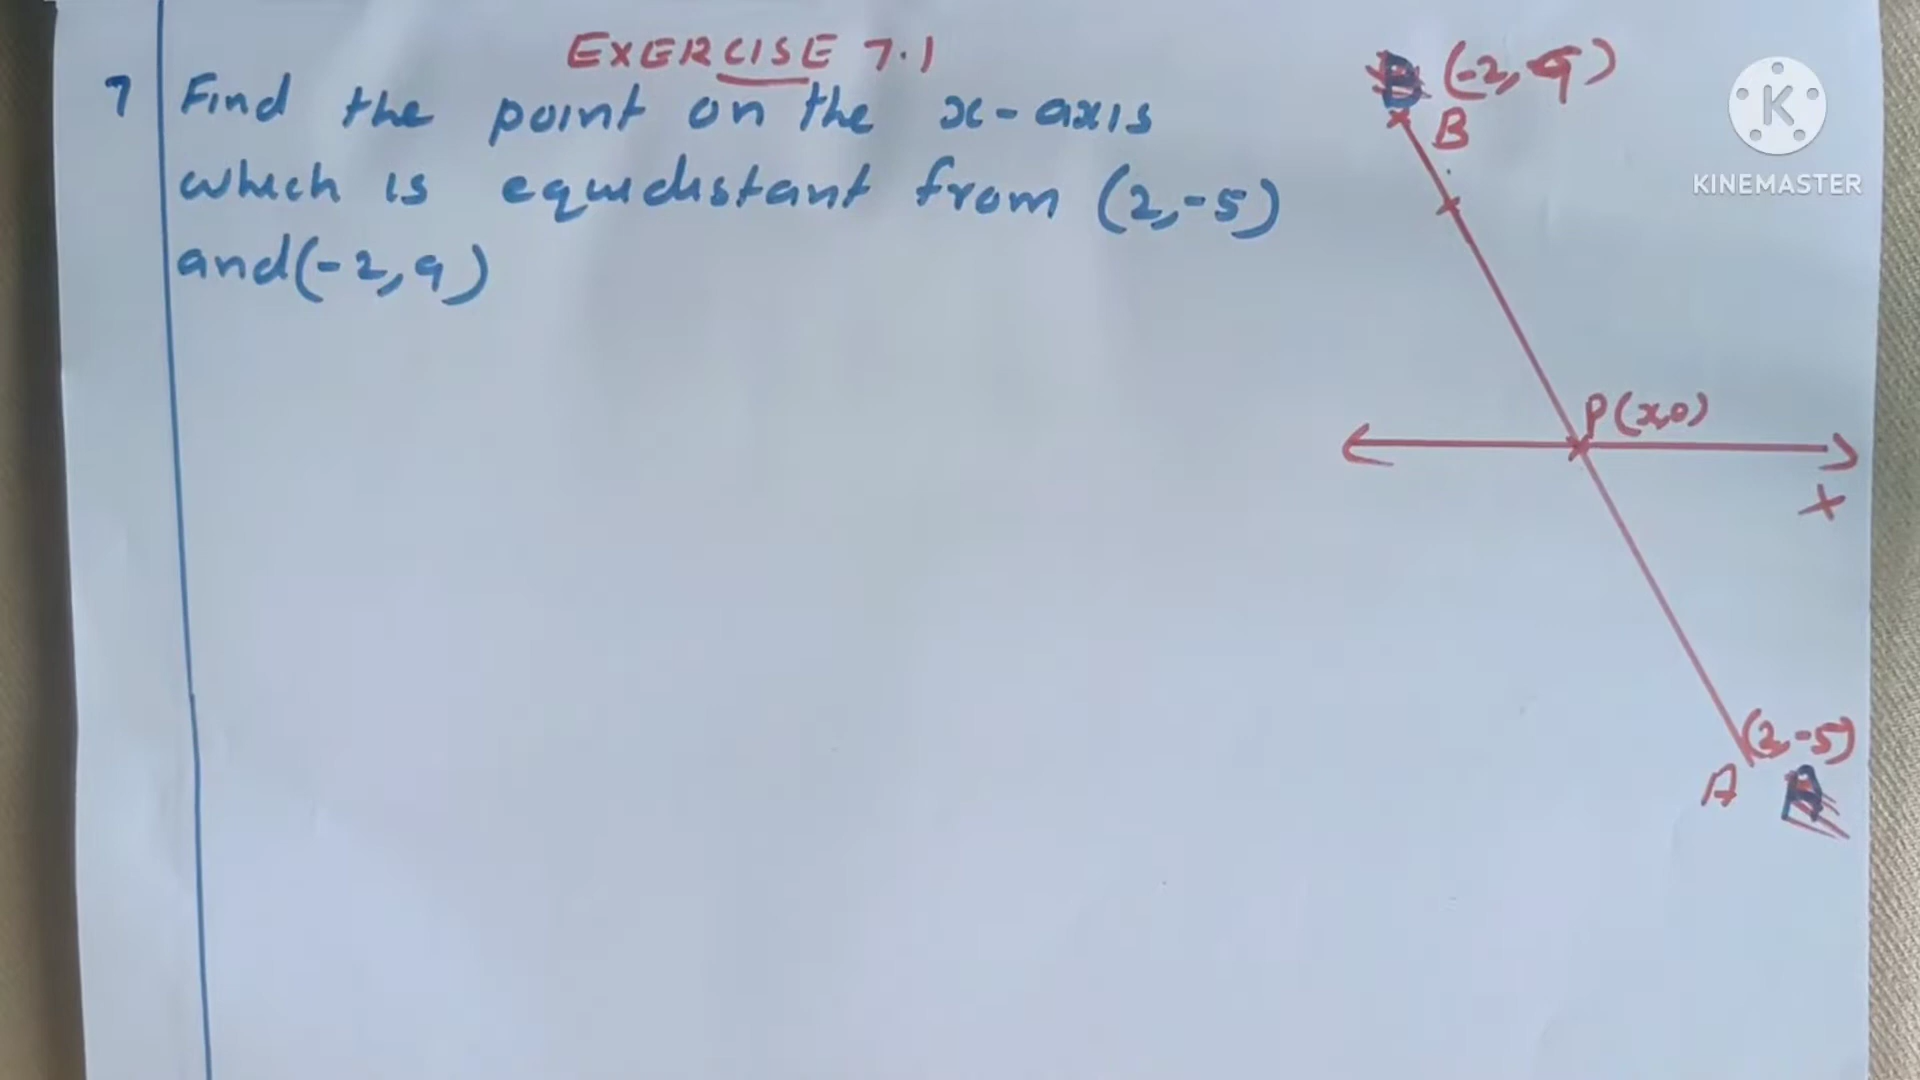 EXERCISE 7.1
7 Find the point on the x-axis
which is equidistant from (2,-5)
and (-2, 9)
B (-2, 9)
B
K
KINEMASTER
P(x,0)
X
(2,-5)
A A